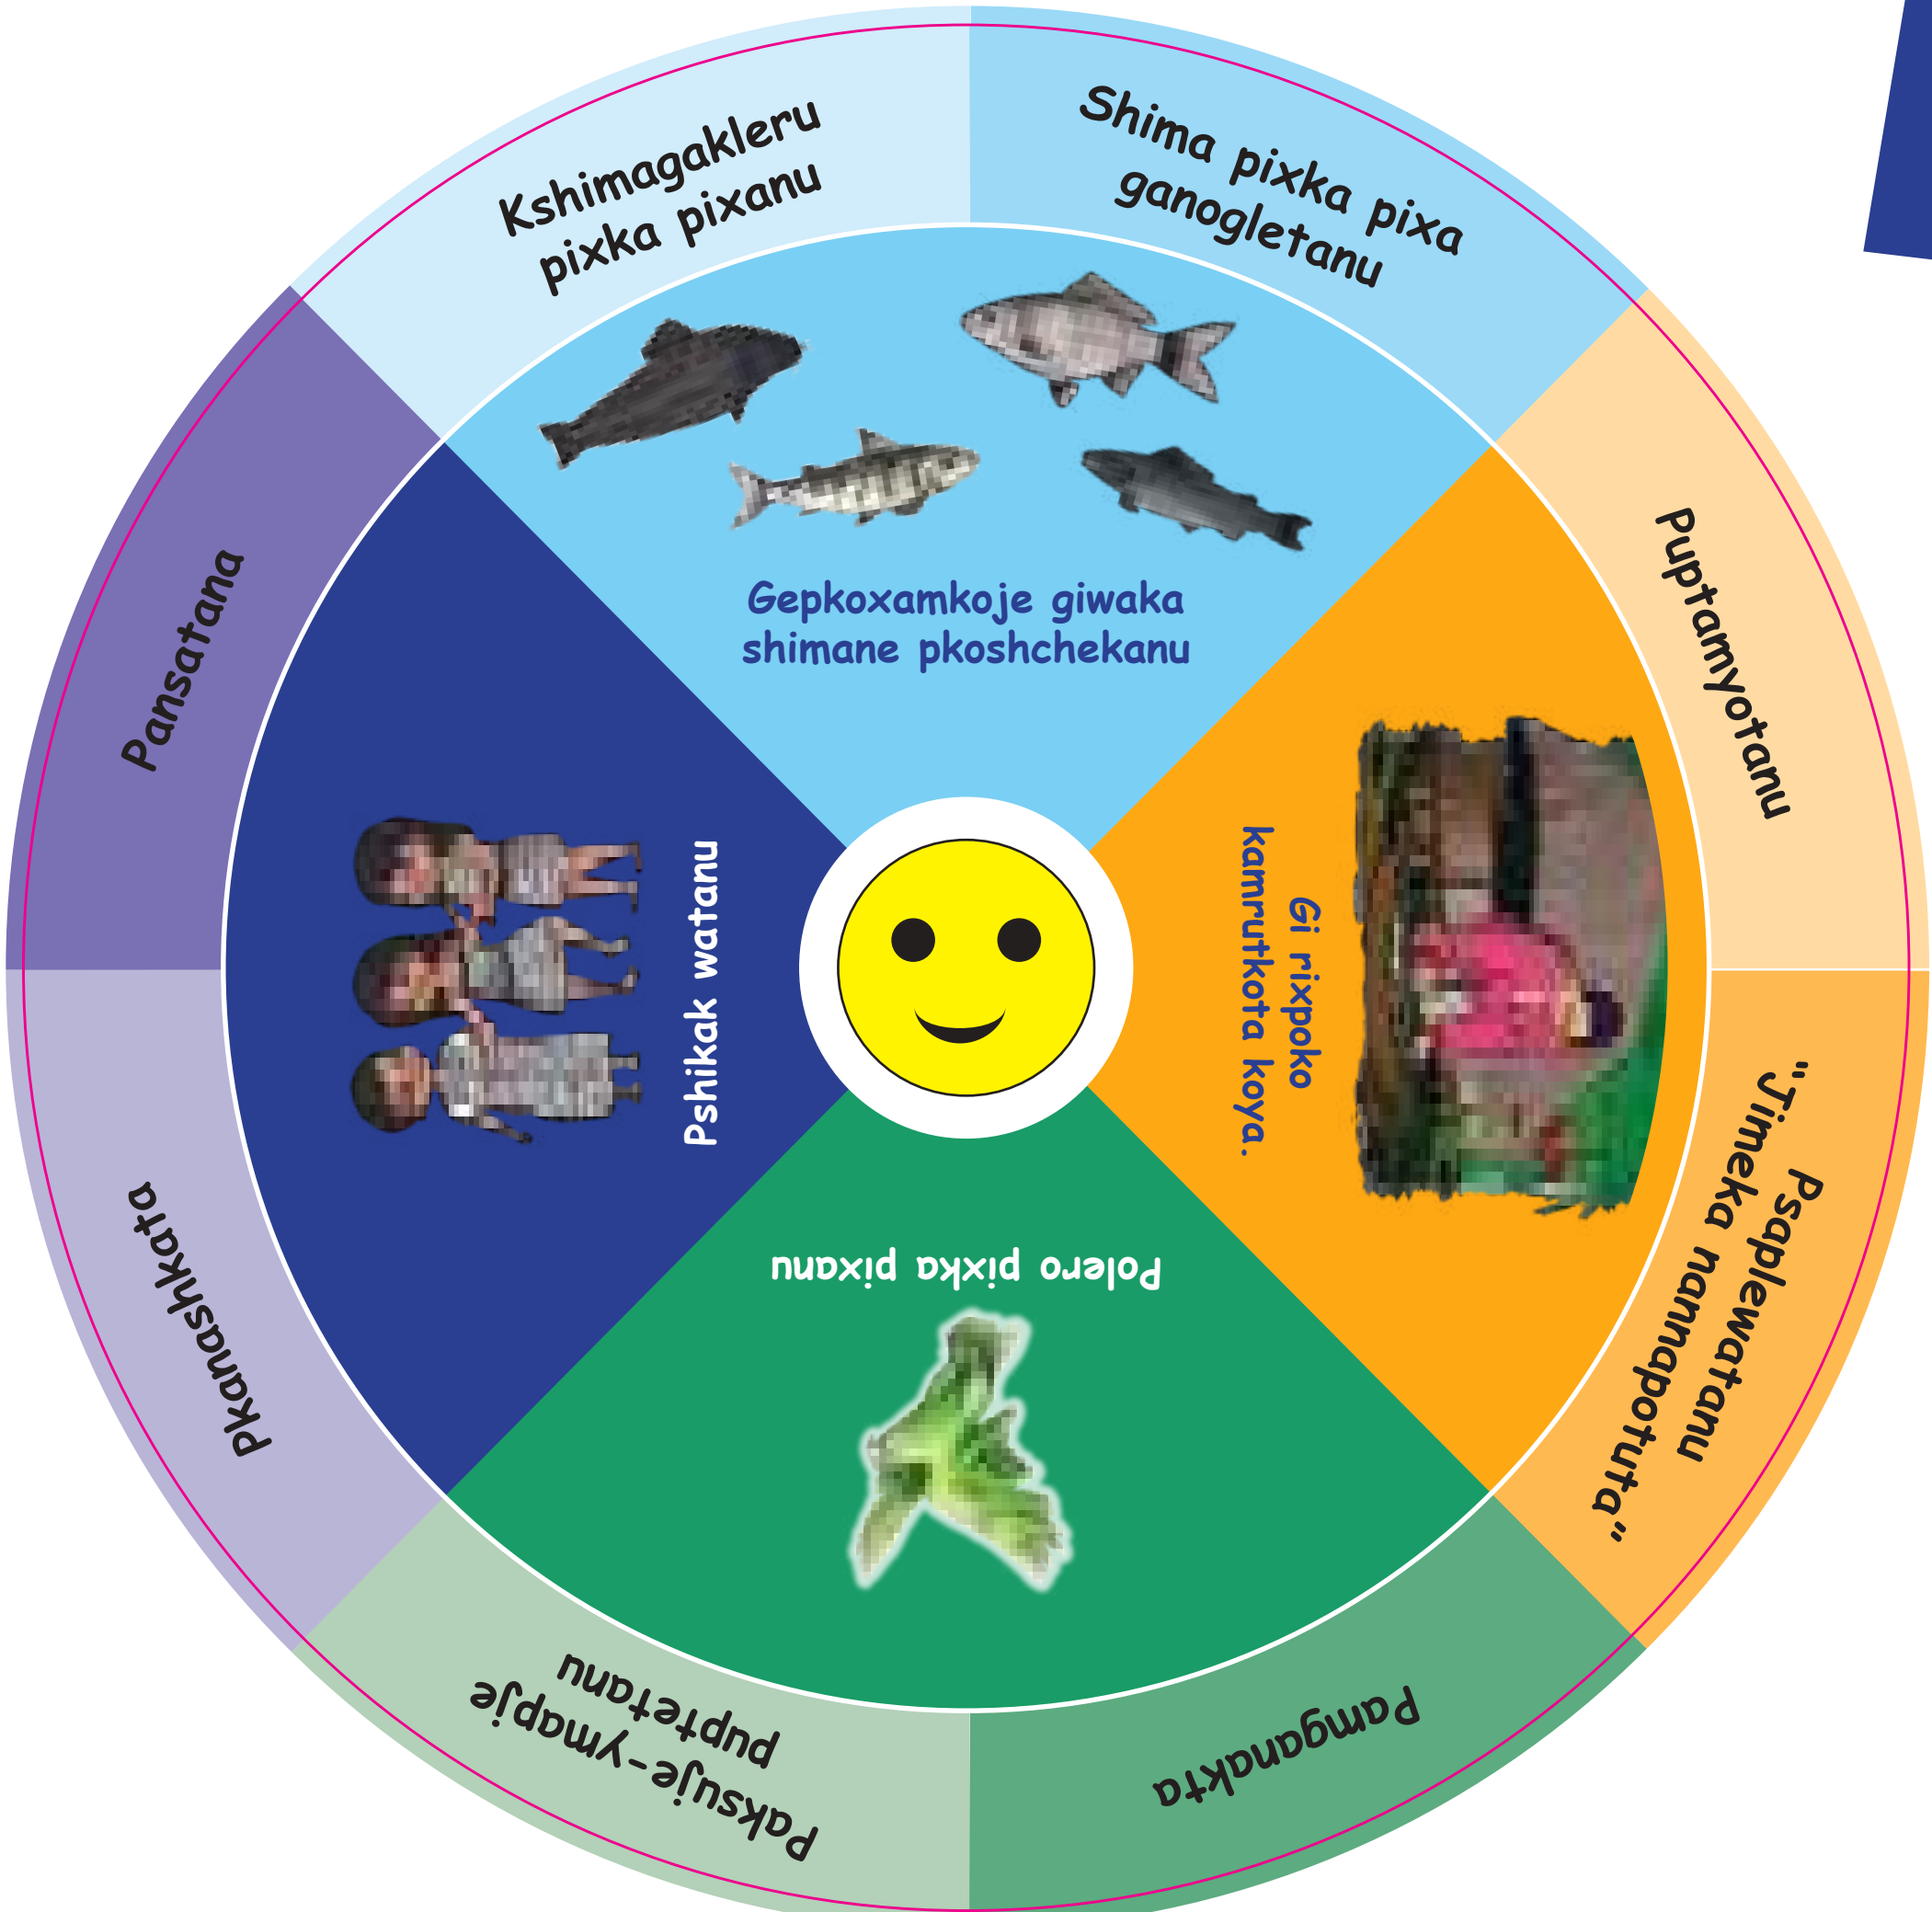 Kshimagakleru
pixka pixanu
Shima pixka pixa
ganogletanu
Gepkoxamkoje giwaka
shimane pkoshchekanu
Puptamyotanu
Gi rixpoko
kamrutkota koya.
Psaplewatanu
"Jimeka nannapotuta"
Pamganakta
Polero pixka pixanu
Paksuje-ymapje
puptetanu
Pkanashkata
Pshikak watanu
Pansatana